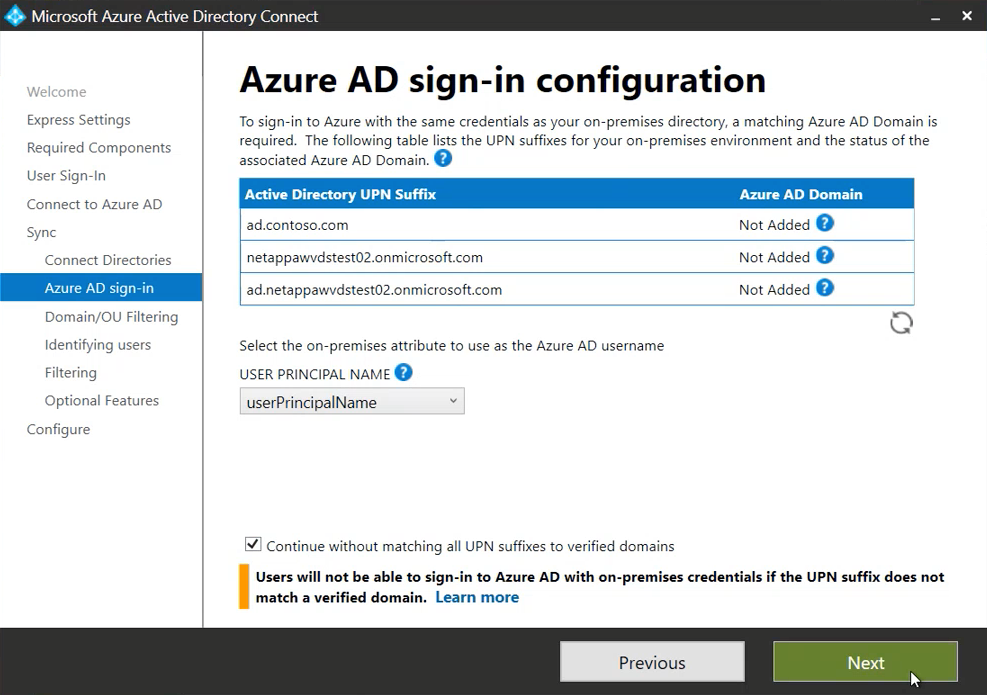 Microsoft Azure Active Directory Connect
Welcome
Express Settings
Required Components
User Sign-In
Connect to Azure AD
Sync
Connect Directories
Azure AD sign-in
Domain/OU Filtering
Identifying users
Filtering
Optional Features
Configure
Azure AD sign-in configuration
To sign-in to Azure with the same credentials as your on-premises directory, a matching Azure AD Domain is
required. The following table lists the UPN suffixes for your on-premises environment and the status of the
associated Azure AD Domain. ?
Active Directory UPN Suffix Azure AD Domain
ad.contoso.com Not Added ?
netappawvdstest02.onmicrosoft.com Not Added ?
ad.netappawvdstest02.onmicrosoft.com Not Added ?
Select the on-premises attribute to use as the Azure AD username
USER PRINCIPAL NAME ?
userPrincipalName
Continue without matching all UPN suffixes to verified domains
Users will not be able to sign-in to Azure AD with on-premises credentials if the UPN suffix does not
match a verified domain. Learn more
Previous Next